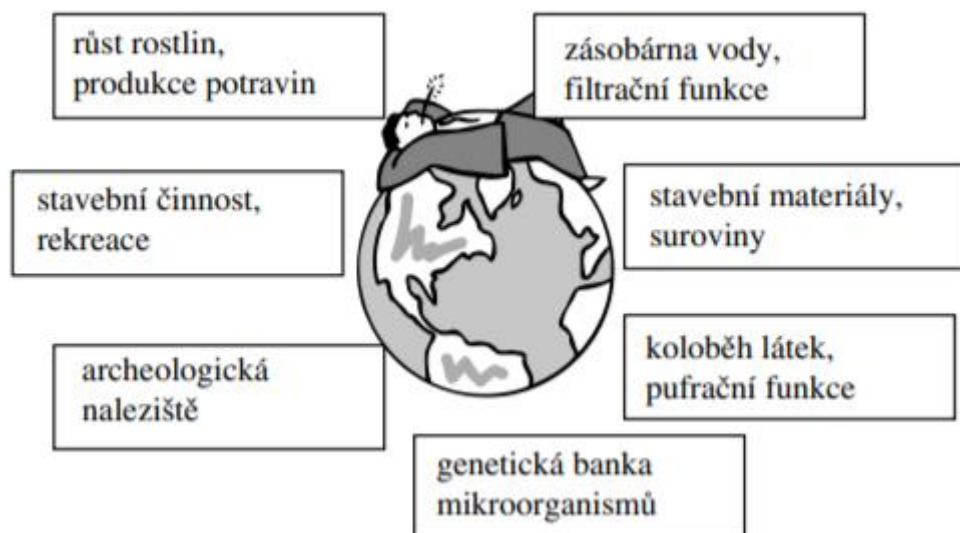 růst rostlin,
produkce potravin
zásobárna vody,
filtrační funkce
stavební činnost,
rekreace
stavební materiály,
suroviny
archeologická
naleziště
koloběh látek,
pufrační funkce
genetická banka
mikroorganismů